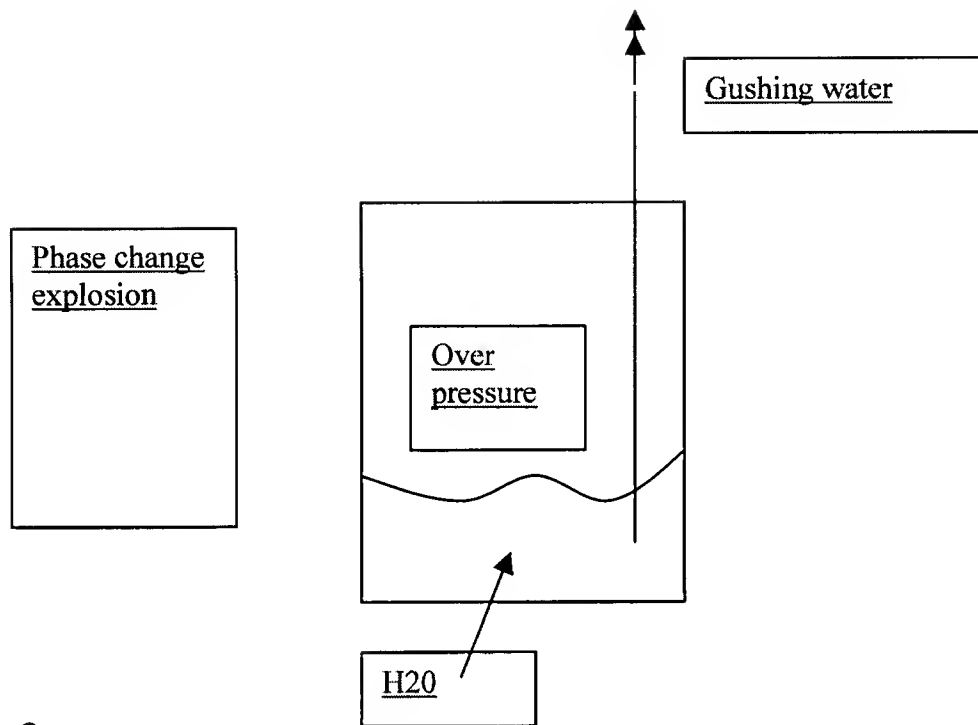 Gushing water
Phase change
explosion
Over
pressure
H20